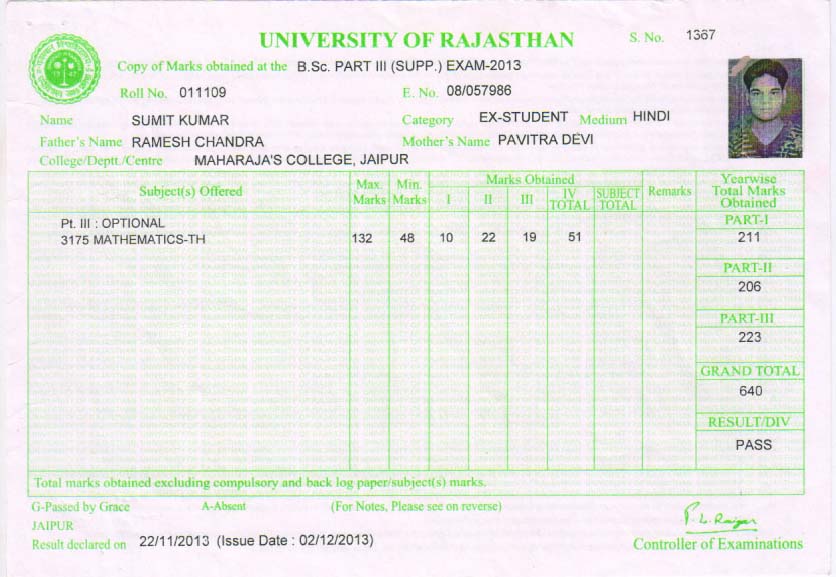 UNIVERSITY OF RAJASTHAN
S. No. 1367
Copy of Marks obtained at the B.Sc. PART III (SUPP.) EXAM-2013
Roll No. 011109 E. No. 08/057986
Name SUMIT KUMAR Category EX-STUDENT Medium HINDI
Father's Name RAMESH CHANDRA Mother's Name PAVITRA DEVI
College/Deptt./Centre MAHARAJA'S COLLEGE, JAIPUR
Subject(s) Offered Max. Marks Min. Marks Marks Obtained I II III IV TOTAL SUBJECT TOTAL Remarks Yearwise Total Marks Obtained
Pt. III : OPTIONAL PART-I
3175 MATHEMATICS-TH 132 48 10 22 19 51 211
PART-II
206
PART-III
223
GRAND TOTAL
640
RESULT/DIV
PASS
Total marks obtained excluding compulsory and back log paper/subject(s) marks.
G-Passed by Grace A-Absent (For Notes, Please see on reverse)
JAIPUR
Result declared on 22/11/2013 (Issue Date : 02/12/2013)
Controller of Examinations